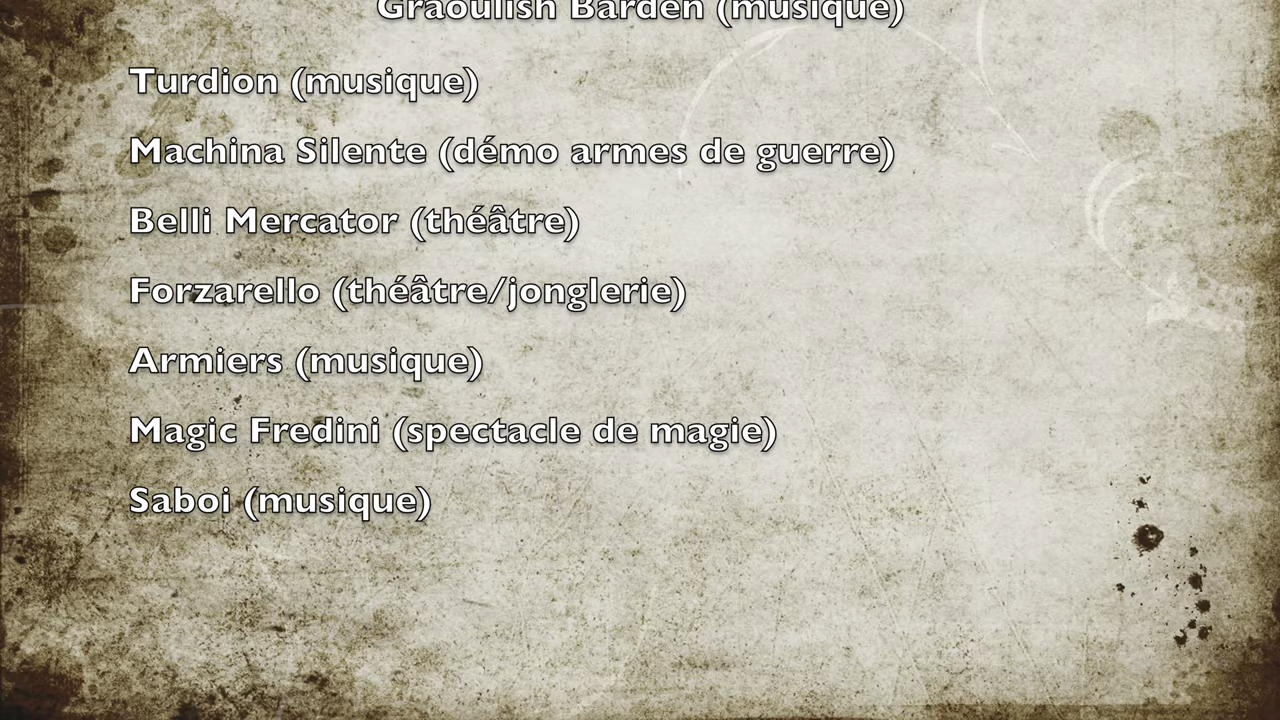 Graoulish Barden (musique)
Turdion (musique)
Machina Silente (démo armes de guerre)
Belli Mercator (théâtre)
Forzarello (théâtre/jonglerie)
Armiers (musique)
Magic Fredini (spectacle de magie)
Saboi (musique)